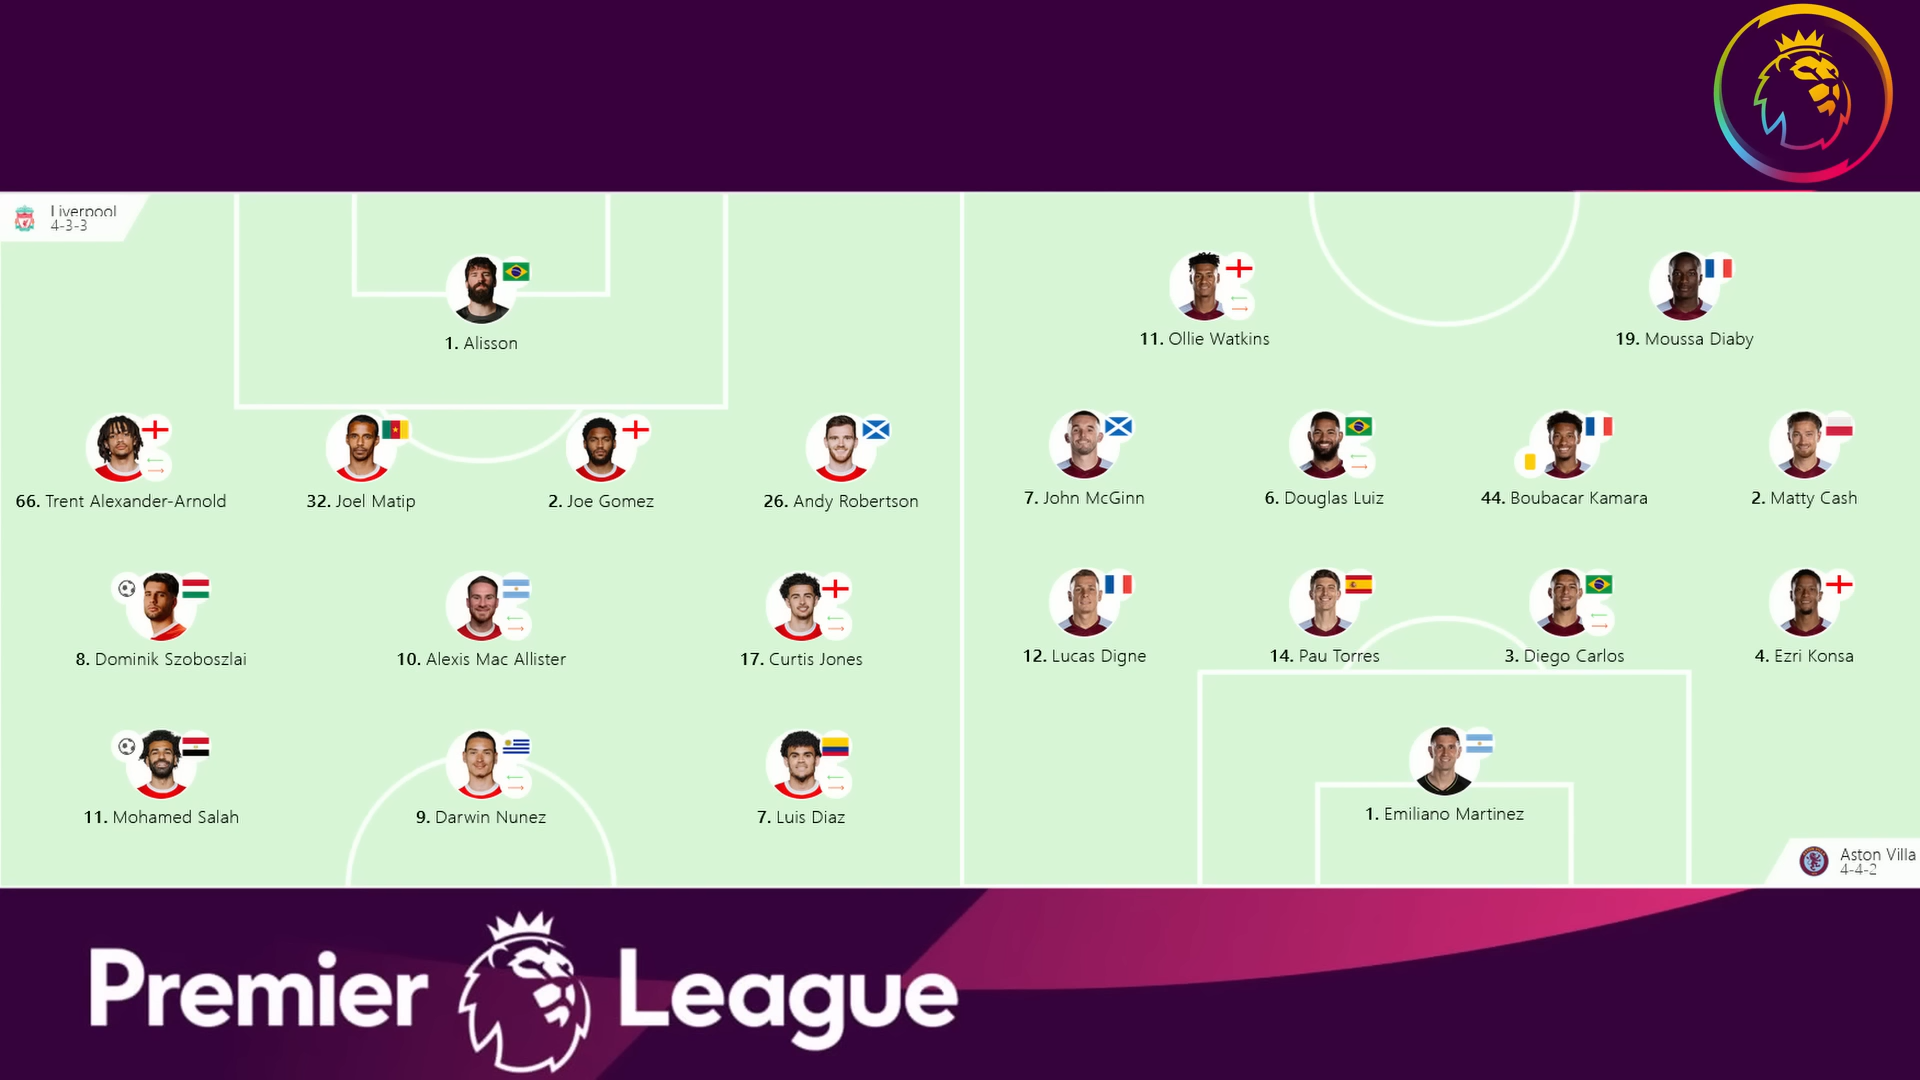 Liverpool
4-3-3
1. Alisson
66. Trent Alexander-Arnold
32. Joel Matip
2. Joe Gomez
26. Andy Robertson
8. Dominik Szoboszlai
10. Alexis Mac Allister
17. Curtis Jones
11. Mohamed Salah
9. Darwin Nunez
7. Luis Diaz
11. Ollie Watkins
19. Moussa Diaby
7. John McGinn
6. Douglas Luiz
44. Boubacar Kamara
2. Matty Cash
12. Lucas Digne
14. Pau Torres
3. Diego Carlos
4. Ezri Konsa
1. Emiliano Martinez
Aston Villa
4-4-2
Premier League